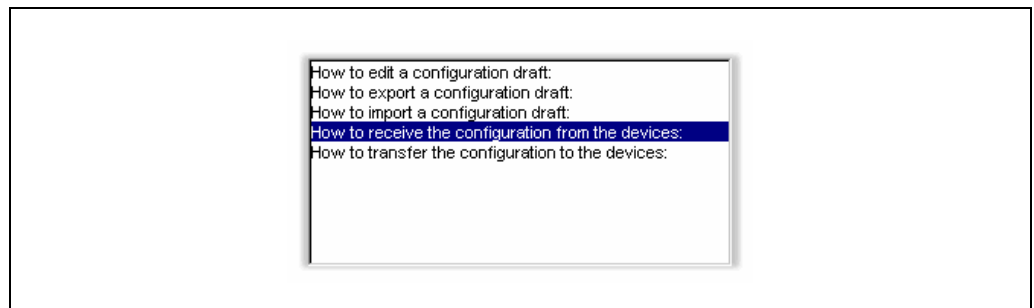 How to edit a configuration draft:
How to export a configuration draft:
How to import a configuration draft:
How to receive the configuration from the devices:
How to transfer the configuration to the devices: